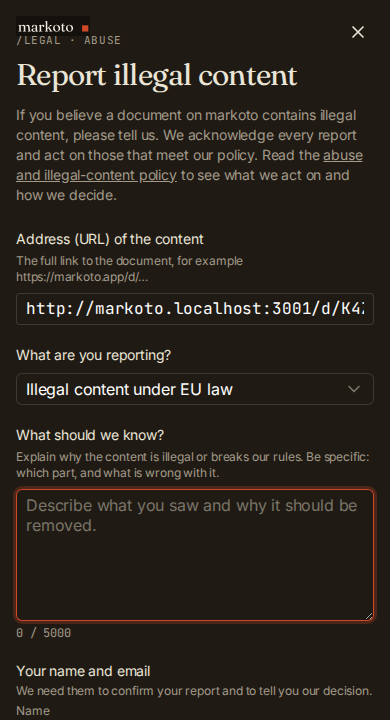 markoto
/LEGAL · ABUSE
Report illegal content
If you believe a document on markoto contains illegal
content, please tell us. We acknowledge every report
and act on those that meet our policy. Read the abuse
and illegal-content policy to see what we act on and
how we decide.
Address (URL) of the content
The full link to the document, for example
https://markoto.app/d/...
http://markoto.localhost:3001/d/K4
What are you reporting?
Illegal content under EU law
What should we know?
Explain why the content is illegal or breaks our rules. Be specific:
which part, and what is wrong with it.
Describe what you saw and why it should be
removed.
0 / 5000
Your name and email
We need them to confirm your report and to tell you our decision.
Name